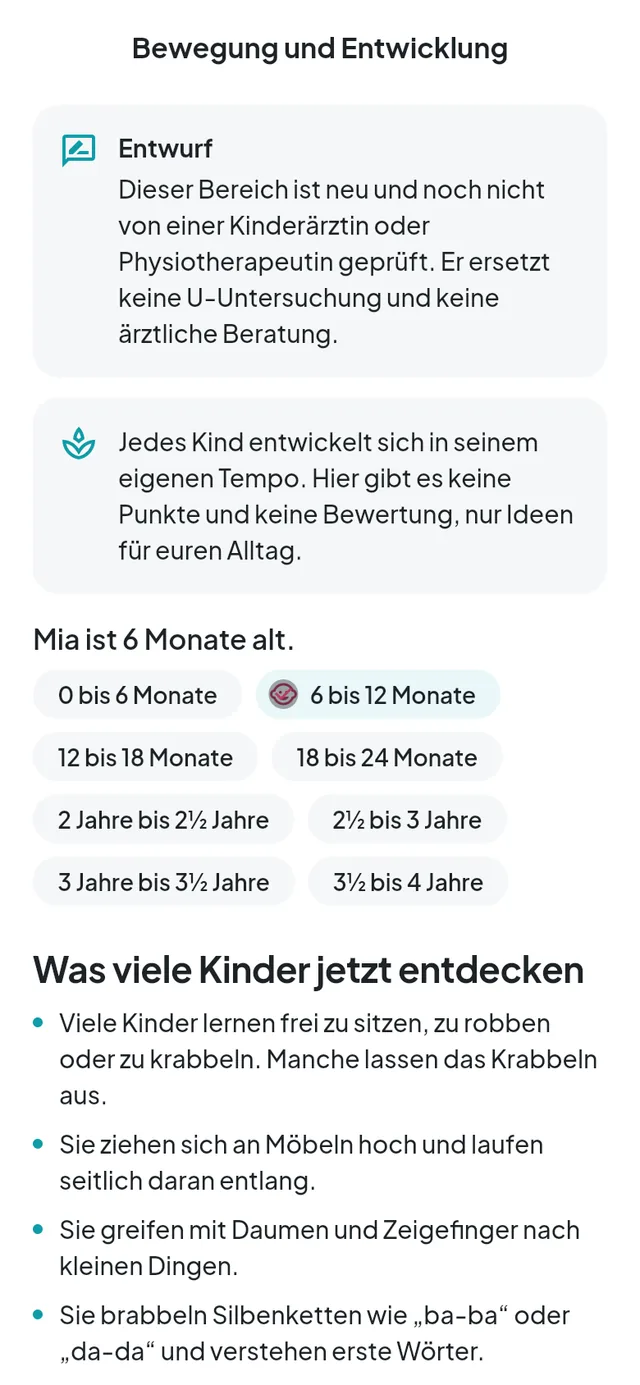 Bewegung und Entwicklung
Entwurf
Dieser Bereich ist neu und noch nicht
von einer Kinderärztin oder
Physiotherapeutin geprüft. Er ersetzt
keine U-Untersuchung und keine
ärztliche Beratung.
Jedes Kind entwickelt sich in seinem
eigenen Tempo. Hier gibt es keine
Punkte und keine Bewertung, nur Ideen
für euren Alltag.
Mia ist 6 Monate alt.
0 bis 6 Monate
6 bis 12 Monate
12 bis 18 Monate
18 bis 24 Monate
2 Jahre bis 2½ Jahre
2½ bis 3 Jahre
3 Jahre bis 3½ Jahre
3½ bis 4 Jahre
Was viele Kinder jetzt entdecken
Viele Kinder lernen frei zu sitzen, zu robben
oder zu krabbeln. Manche lassen das Krabbeln
aus.
Sie ziehen sich an Möbeln hoch und laufen
seitlich daran entlang.
Sie greifen mit Daumen und Zeigefinger nach
kleinen Dingen.
Sie brabbeln Silbenketten wie „ba-ba“ oder
„da-da“ und verstehen erste Wörter.